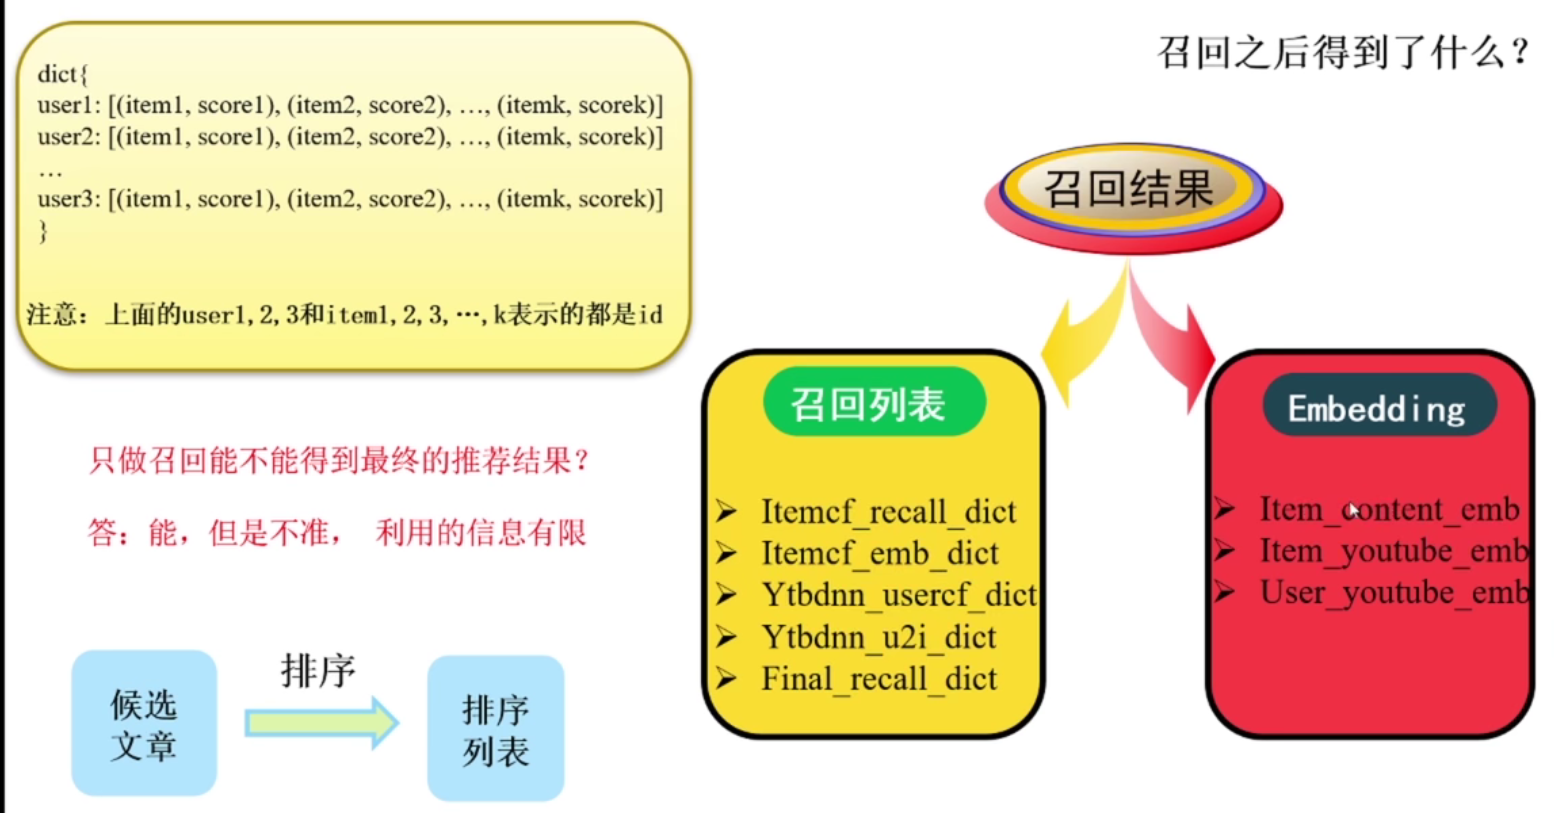 召回之后得到了什么？
dict{
user1: [(item1, score1), (item2, score2), …, (itemk, scorek)]
user2: [(item1, score1), (item2, score2), …, (itemk, scorek)]
…
user3: [(item1, score1), (item2, score2), …, (itemk, scorek)]
}
注意：上面的user1,2,3和item1,2,3,…,k表示的都是id
只做召回能不能得到最终的推荐结果？
答：能，但是不准， 利用的信息有限
候选
文章
排序
排序
列表
召回结果
召回列表
Itemcf_recall_dict
Itemcf_emb_dict
Ytbdnn_usercf_dict
Ytbdnn_u2i_dict
Final_recall_dict
Embedding
Item_content_emb
Item_youtube_emb
User_youtube_emb